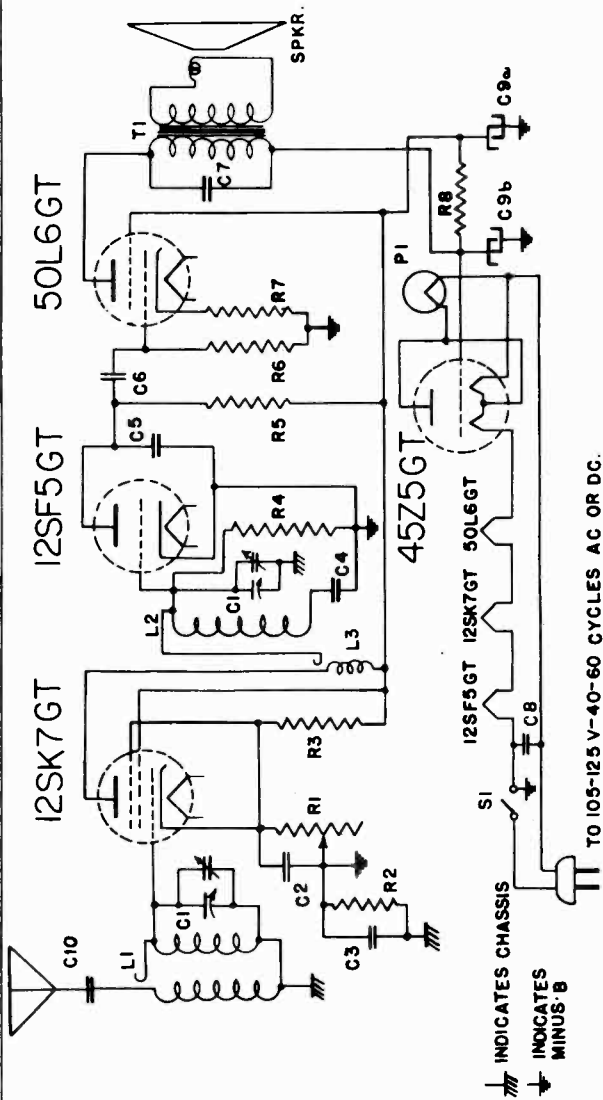 12SK7GT
12SF5GT
50L6GT
SPKR.
T1
C7
C10
L1
C1
C2
R1
R3
C3
R2
L2
C1
L3
C4
R4
C5
C6
R5
R6
R7
45Z5GT
P1
R8
C9b
C9a
12SF5GT
12SK7GT
50L6GT
S1
C8
INDICATES CHASSIS
INDICATES
MINUS·B
TO 105-125 V-40-60 CYCLES AC OR DC.